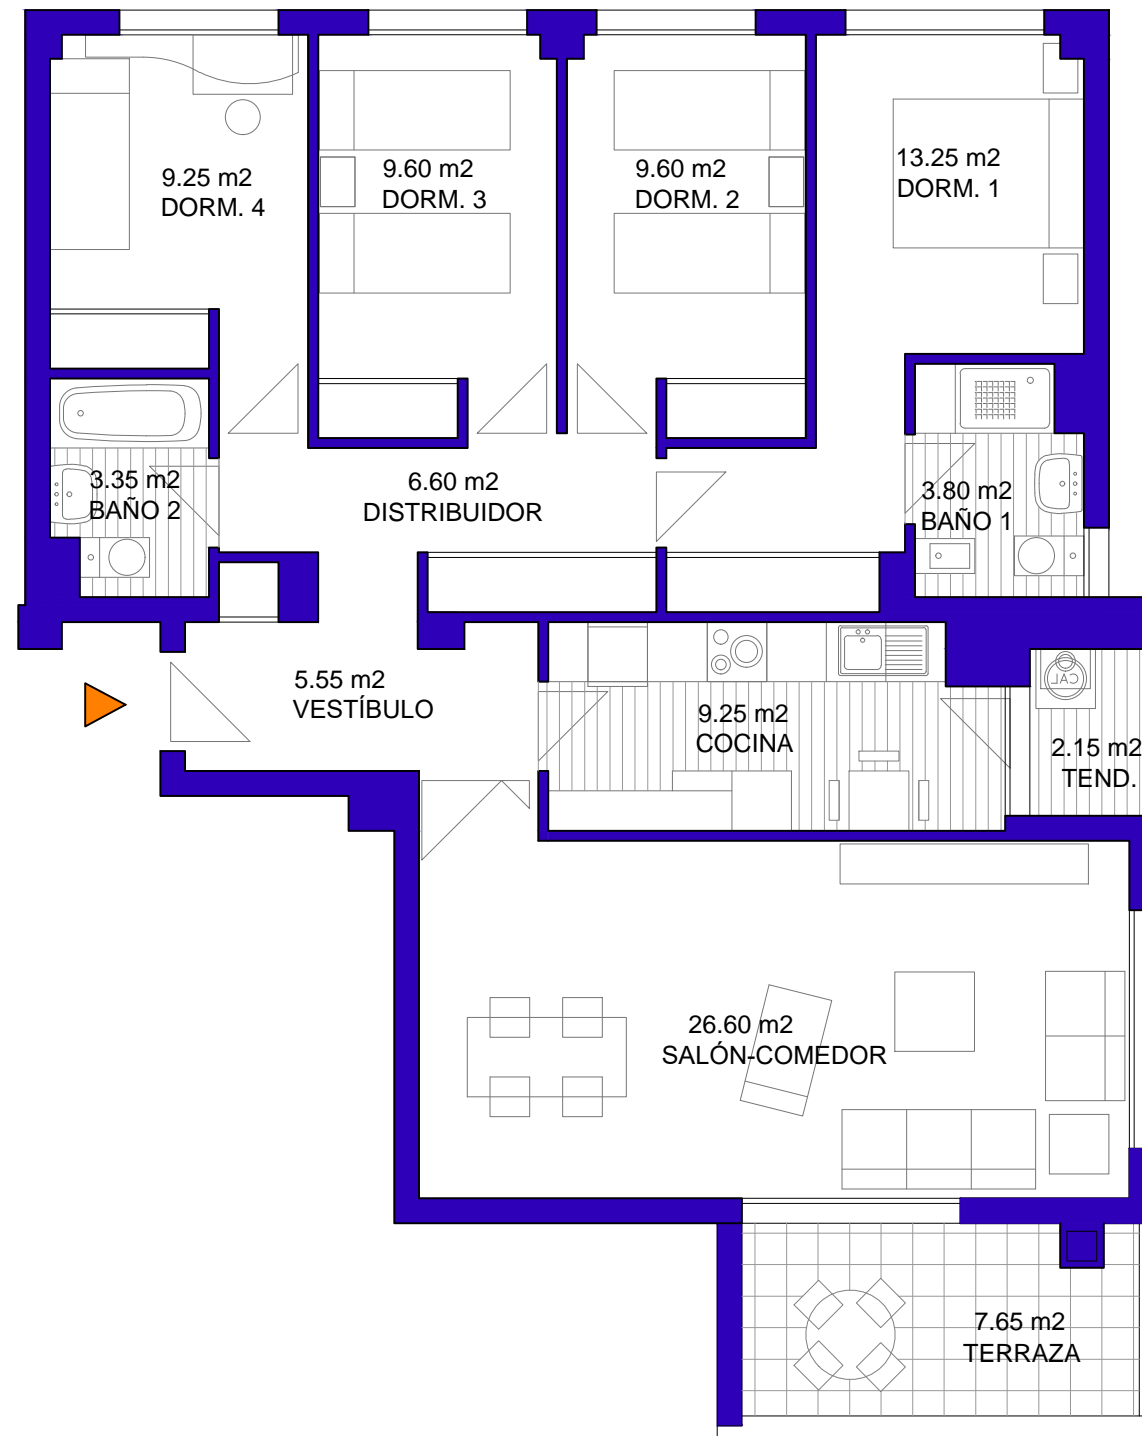 9.25 m2
DORM. 4
9.60 m2
DORM. 3
9.60 m2
DORM. 2
13.25 m2
DORM. 1
3.35 m2
BAÑO 2
6.60 m2
DISTRIBUIDOR
3.80 m2
BAÑO 1
5.55 m2
VESTÍBULO
9.25 m2
COCINA
CAL
2.15 m2
TEND.
26.60 m2
SALÓN-COMEDOR
7.65 m2
TERRAZA